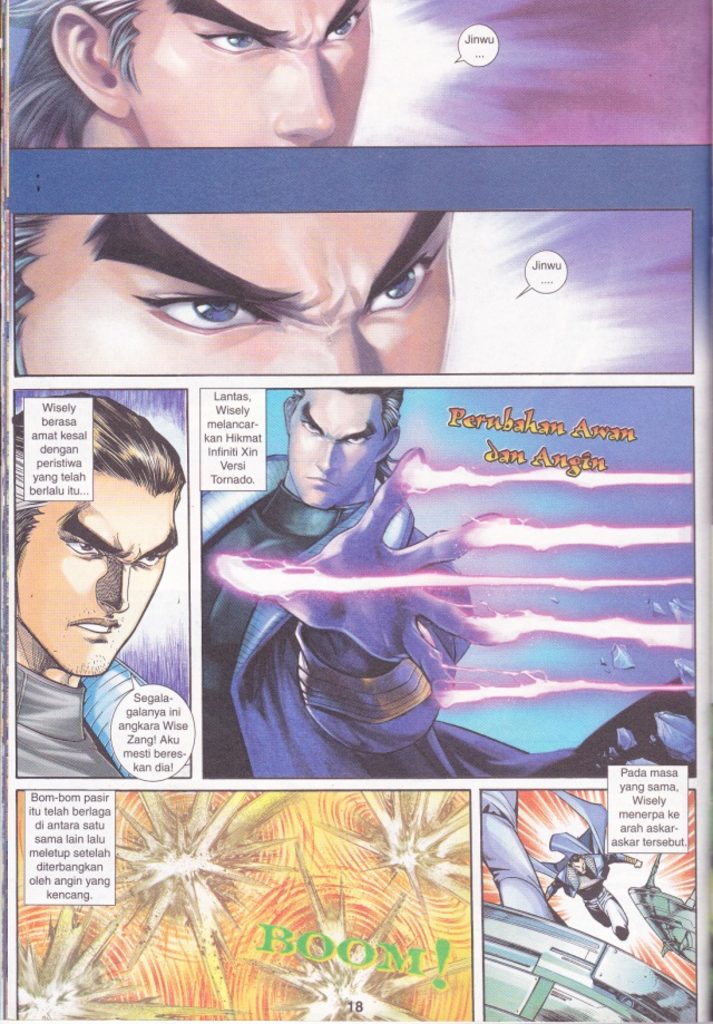 Jinwu
...
Jinwu
....
Wisely
berasa
amat kesal
dengan
peristiwa
yang telah
berlalu itu...
Segala-
galanya ini
angkara Wise
Zang! Aku
mesti beres-
kan dia!
Lantas,
Wisely
melancar-
kan Hikmat
Infiniti Xin
Versi
Tornado.
Perubahan Awan
dan Angin
Bom-bom pasir
itu telah berlaga
di antara satu
sama lain lalu
meletup setelah
diterbangkan
oleh angin yang
kencang.
BOOM!
Pada masa
yang sama,
Wisely
menerpa ke
arah askar-
askar tersebut.
18